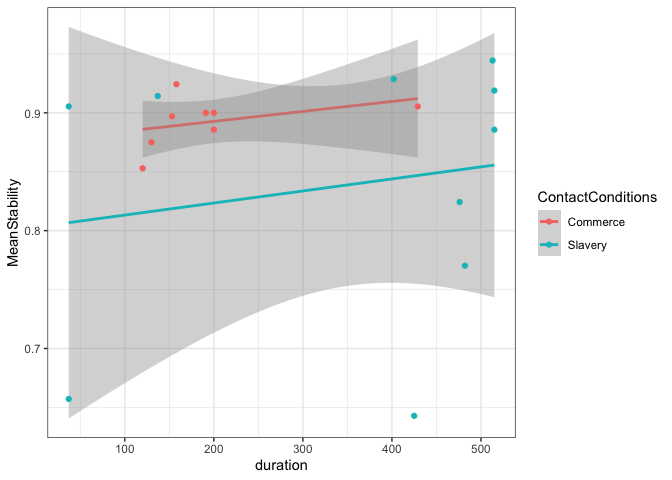 0.9
0.8
0.7
MeanStability
100 200 300 400 500
duration
ContactConditions
Commerce
Slavery